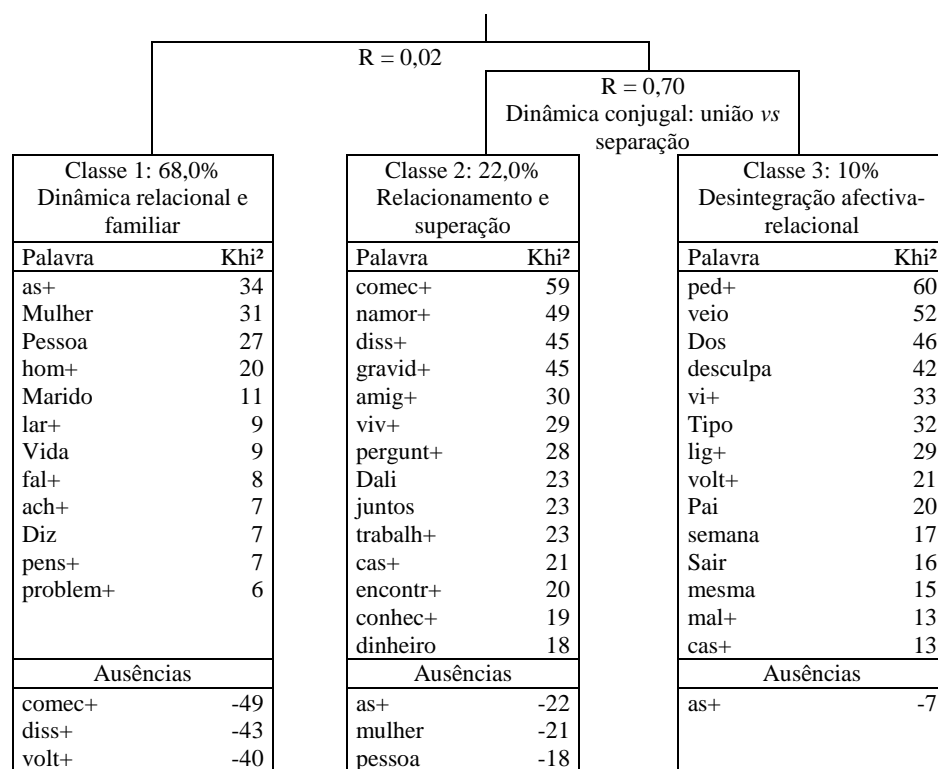 R = 0,02
R = 0,70
Dinâmica conjugal: união vs
separação
Classe 1: 68,0%
Dinâmica relacional e
familiar
Palavra Khi²
as+ 34
Mulher 31
Pessoa 27
hom+ 20
Marido 11
lar+ 9
Vida 9
fal+ 8
ach+ 7
Diz 7
pens+ 7
problem+ 6
Ausências
comec+ -49
diss+ -43
volt+ -40
Classe 2: 22,0%
Relacionamento e
superação
Palavra Khi²
comec+ 59
namor+ 49
diss+ 45
gravid+ 45
amig+ 30
viv+ 29
pergunt+ 28
Dali 23
juntos 23
trabalh+ 23
cas+ 21
encontr+ 20
conhec+ 19
dinheiro 18
Ausências
as+ -22
mulher -21
pessoa -18
Classe 3: 10%
Desintegração afectiva-
relacional
Palavra Khi²
ped+ 60
veio 52
Dos 46
desculpa 42
vi+ 33
Tipo 32
lig+ 29
volt+ 21
Pai 20
semana 17
Sair 16
mesma 15
mal+ 13
cas+ 13
Ausências
as+ -7